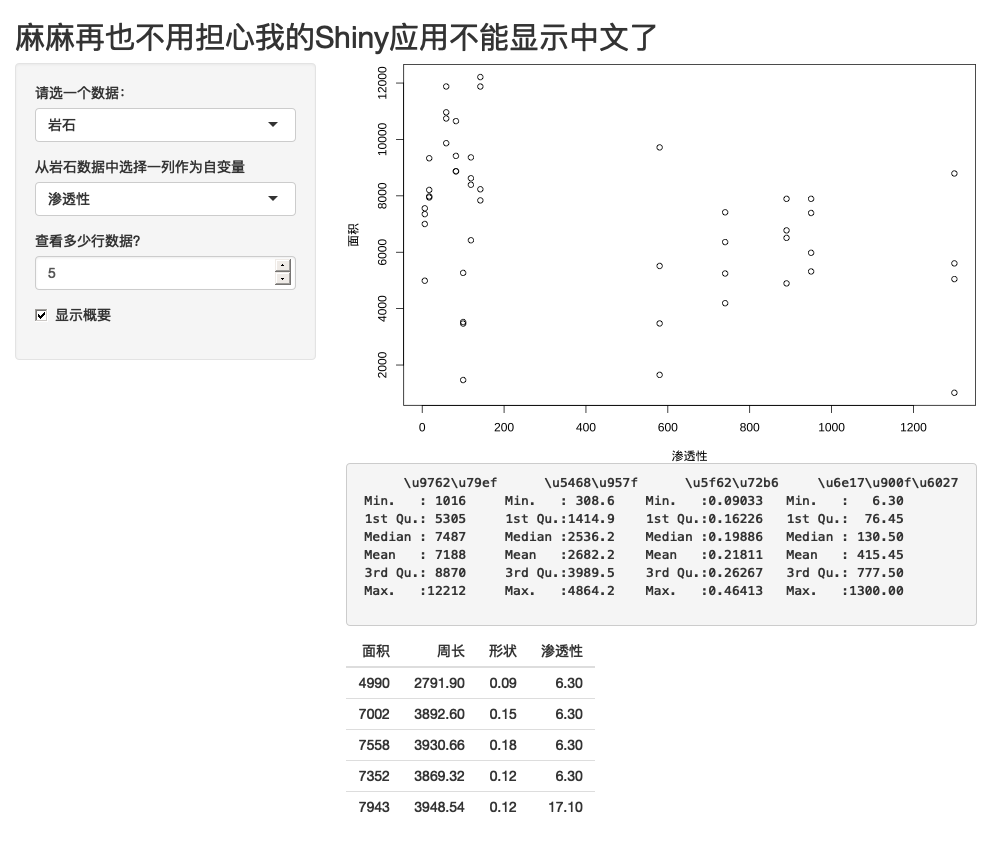 麻麻再也不用担心我的Shiny应用不能显示中文了
请选一个数据：
岩石
从岩石数据中选择一列作为自变量
渗透性
查看多少行数据?
5
显示概要
12000
10000
8000
6000
4000
2000
面积
0 200 400 600 800 1000 1200
渗透性
\u9762\u79ef \u5468\u957f \u5f62\u72b6 \u6e17\u900f\u6027
Min. : 1016 Min. : 308.6 Min. :0.09033 Min. : 6.30
1st Qu.: 5305 1st Qu.:1414.9 1st Qu.:0.16226 1st Qu.: 76.45
Median : 7487 Median :2536.2 Median :0.19886 Median : 130.50
Mean : 7188 Mean :2682.2 Mean :0.21811 Mean : 415.45
3rd Qu.: 8870 3rd Qu.:3989.5 3rd Qu.:0.26267 3rd Qu.: 777.50
Max. :12212 Max. :4864.2 Max. :0.46413 Max. :1300.00
面积 周长 形状 渗透性
4990 2791.90 0.09 6.30
7002 3892.60 0.15 6.30
7558 3930.66 0.18 6.30
7352 3869.32 0.12 6.30
7943 3948.54 0.12 17.10